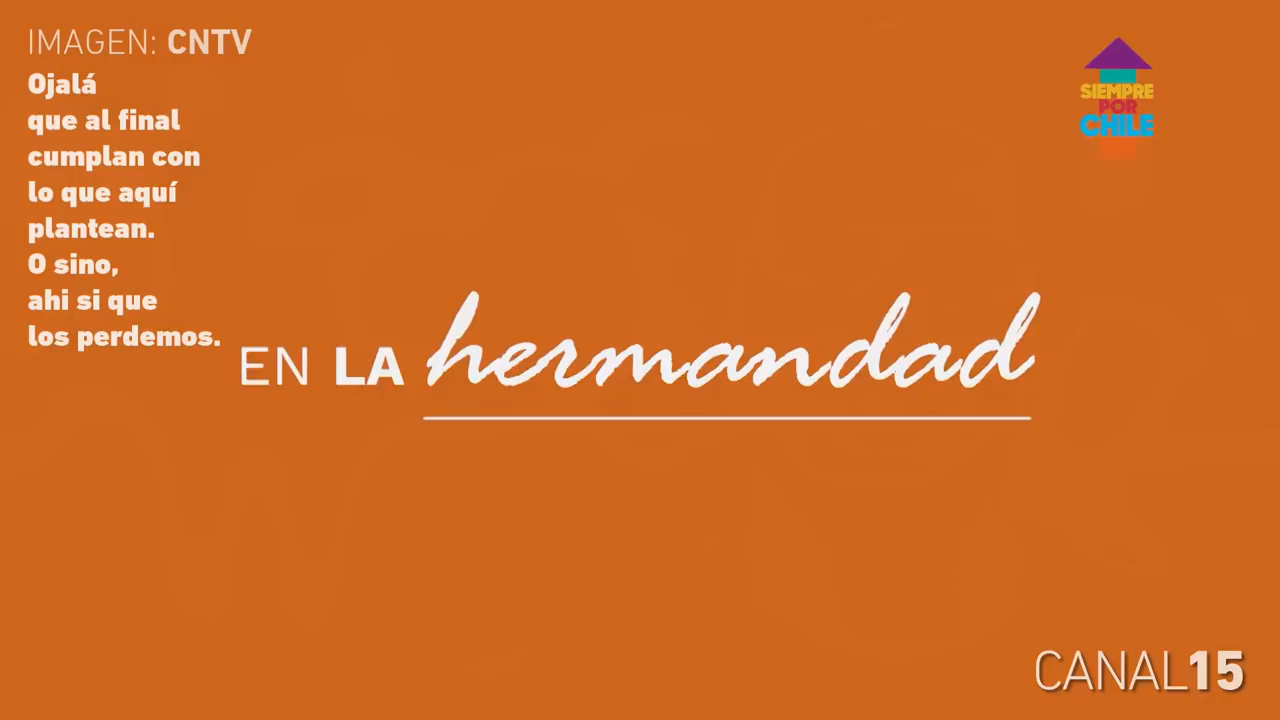 IMAGEN: CNTV
Ojalá
que al final
cumplan con
lo que aquí
plantean.
O sino,
ahi si que
los perdemos.
SIEMPRE
POR
CHILE
EN LA hermandad
CANAL15